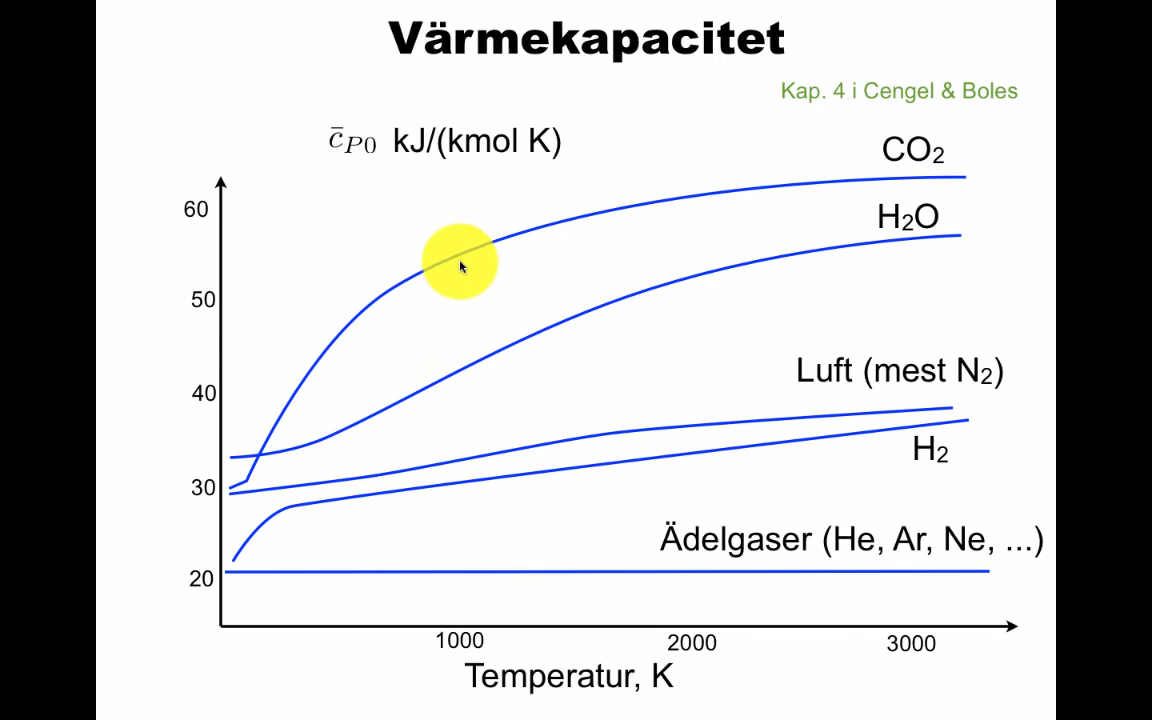 Värmekapacitet
Kap. 4 i Cengel & Boles
c̄P0 kJ/(kmol K)
CO₂
60
H₂O
50
Luft (mest N₂)
40
H₂
30
Ädelgaser (He, Ar, Ne, ...)
20
1000 2000 3000
Temperatur, K